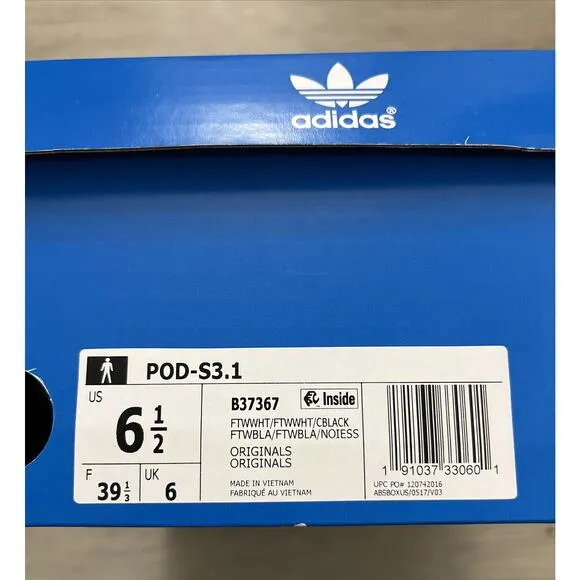 adidas®
POD-S3.1
US
6 1/2
F
39 1/3
UK
6
B37367
Inside
FTWWHT/FTWWHT/CBLACK
FTWBLA/FTWBLA/NOIESS
ORIGINALS
ORIGINALS
MADE IN VIETNAM
FABRIQUÉ AU VIETNAM
1 91037 33060 1
UPC PO# 120742016
ABSBOXUS/0517/V03